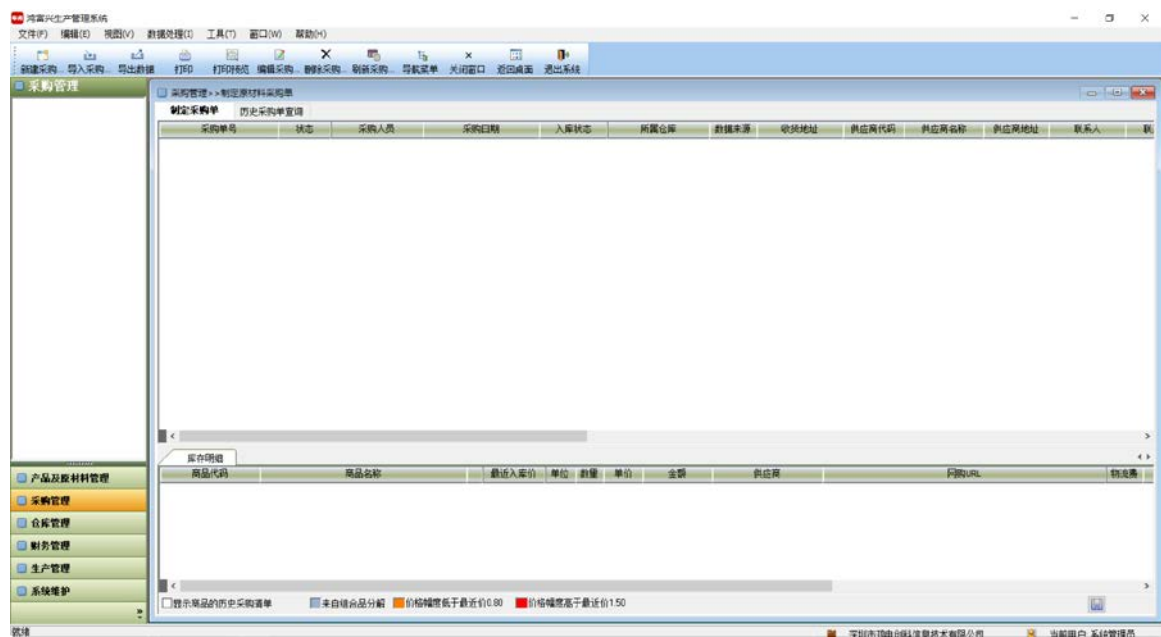 鸿富兴生产管理系统
文件(F) 编辑(E) 视图(V) 数据处理(I) 工具(T) 窗口(W) 帮助(H)
新建采购... 导入采购... 导出数据 打印 打印预览 编辑采购... 删除采购... 刷新采购... 导航菜单 关闭窗口 返回桌面 退出系统
采购管理
采购管理>>制定原材料采购单
制定采购单 历史采购单查询
采购单号 状态 采购人员 采购日期 入库状态 所属仓库 数据来源 收货地址 供应商代码 供应商名称 供应商地址 联系人 联
库存明细
商品代码 商品名称 最近入库价 单位 数量 单价 金额 供应商 网购URL 物流费
产品及原材料管理
采购管理
仓库管理
财务管理
生产管理
系统维护
显示商品的历史采购清单 来自组合品分解 价格幅度低于最近价0.80 价格幅度高于最近价1.50
就绪 当前用户 系统管理员